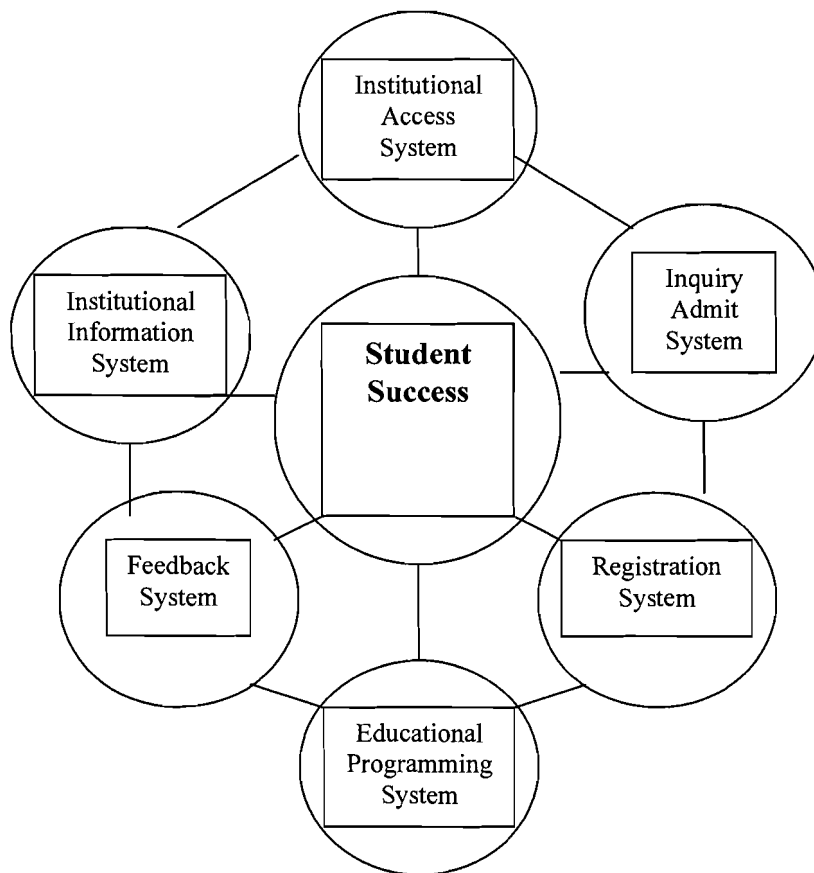 Institutional
Access
System
Institutional
Information
System
Inquiry
Admit
System
Student
Success
Feedback
System
Registration
System
Educational
Programming
System